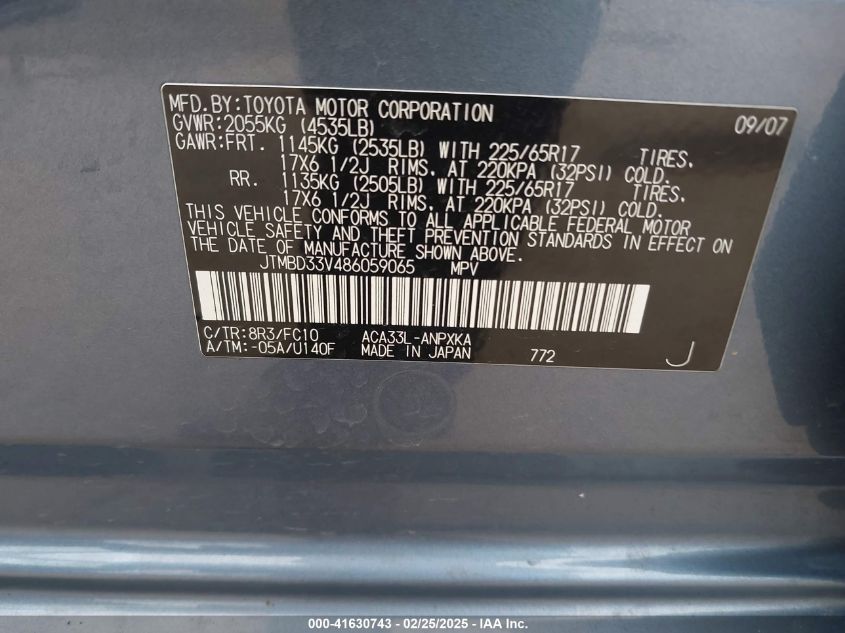 MFD.BY:TOYOTA MOTOR CORPORATION 09/07
GVWR:2055KG (4535LB)
GAWR:FRT. 1145KG (2535LB) WITH 225/65R17 TIRES.
17X6 1/2J RIMS. AT 220KPA (32PSI) COLD.
RR. 1135KG (2505LB) WITH 225/65R17 TIRES.
17X6 1/2J RIMS. AT 220KPA (32PSI) COLD.
THIS VEHICLE CONFORMS TO ALL APPLICABLE FEDERAL MOTOR
VEHICLE SAFETY AND THEFT PREVENTION STANDARDS IN EFFECT ON
THE DATE OF MANUFACTURE SHOWN ABOVE.
JTMBD33V486059065 MPV
C/TR:8R3/FC10 ACA33L-ANPXKA
A/TM:-05A/U140F MADE IN JAPAN 772 J
000-41630743 - 02/25/2025 - IAA Inc.